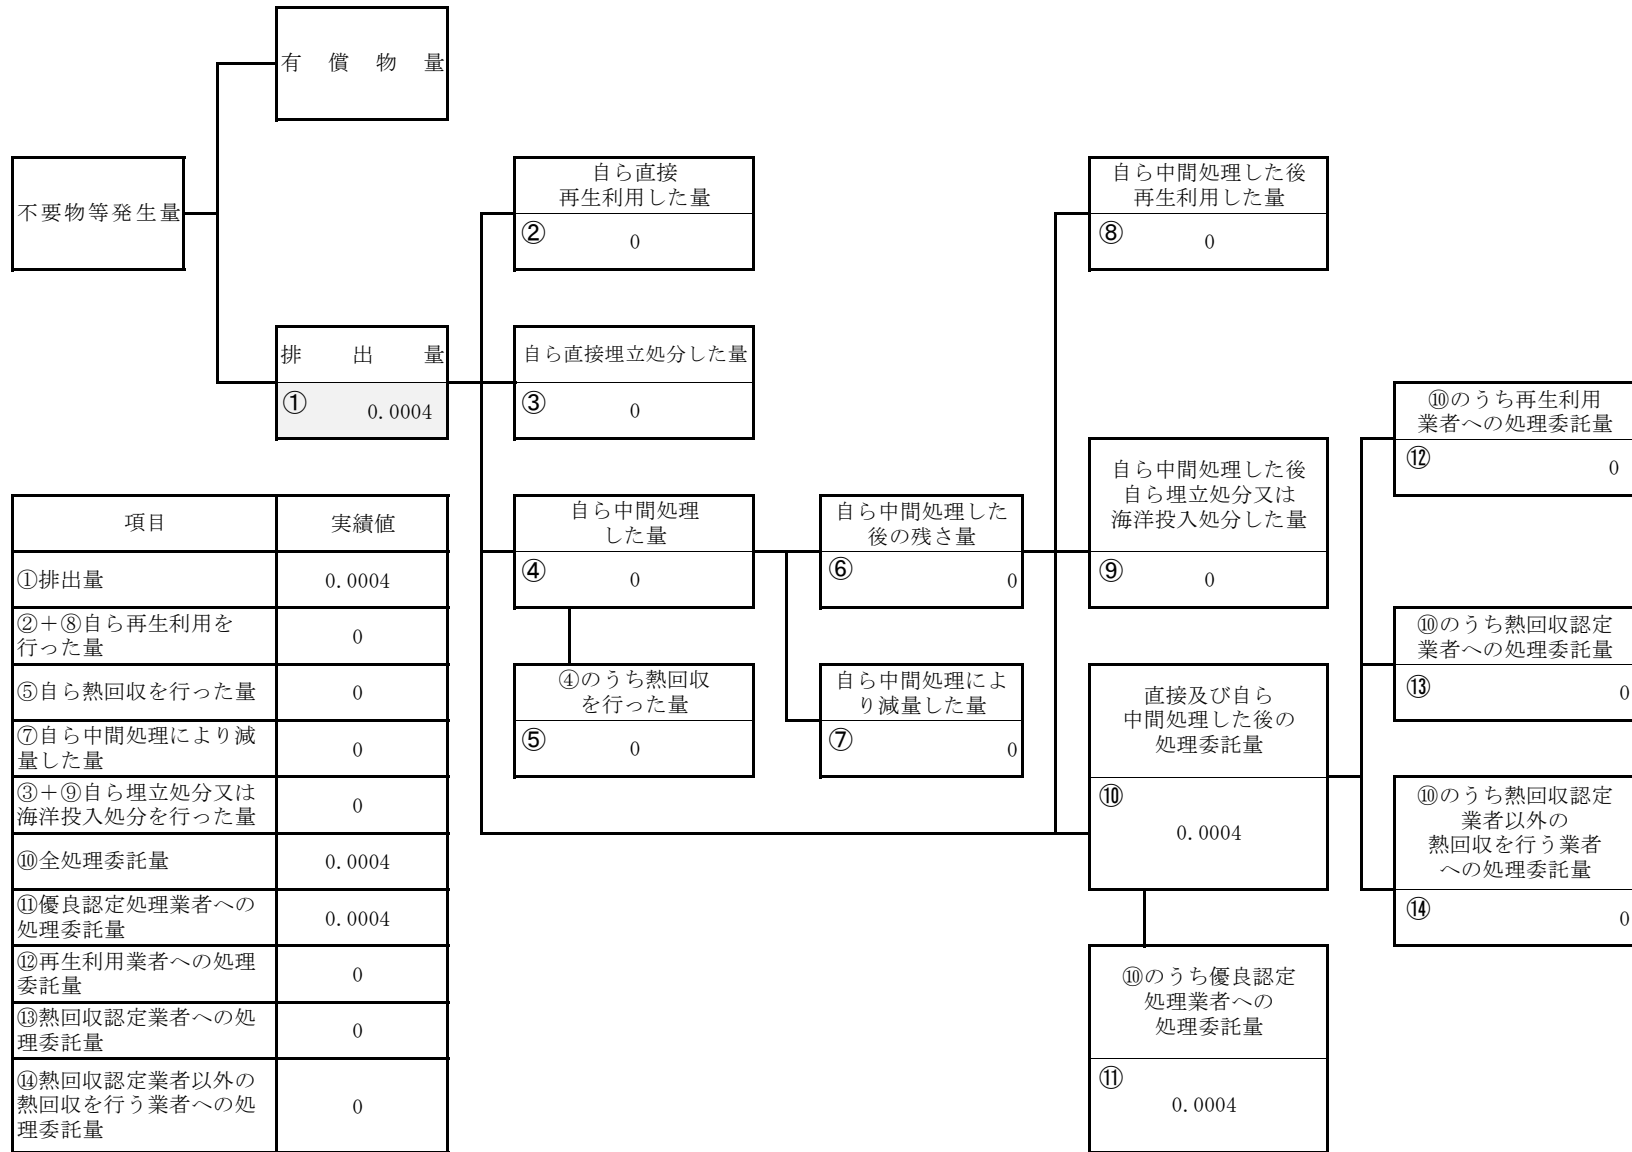 有償物量
不要物等発生量
排出量
①
0.0004
自ら直接
再生利用した量
②
0
自ら直接埋立処分した量
③
0
自ら中間処理
した量
④
0
④のうち熱回収
を行った量
⑤
0
自ら中間処理した
後の残さ量
⑥
0
自ら中間処理によ
り減量した量
⑦
0
自ら中間処理した後
再生利用した量
⑧
0
自ら中間処理した後
自ら埋立処分又は
海洋投入処分した量
⑨
0
直接及び自ら
中間処理した後の
処理委託量
⑩
0.0004
⑩のうち優良認定
処理業者への
処理委託量
⑪
0.0004
⑩のうち再生利用
業者への処理委託量
⑫
0
⑩のうち熱回収認定
業者への処理委託量
⑬
0
⑩のうち熱回収認定
業者以外の
熱回収を行う業者
への処理委託量
⑭
0
項目 実績値
①排出量 0.0004
②+⑧自ら再生利用を
行った量
0
⑤自ら熱回収を行った量 0
⑦自ら中間処理により減
量した量
0
③+⑨自ら埋立処分又は
海洋投入処分を行った量
0
⑩全処理委託量 0.0004
⑪優良認定処理業者への
処理委託量
0.0004
⑫再生利用業者への処理
委託量
0
⑬熱回収認定業者への処
理委託量
0
⑭熱回収認定業者以外の
熱回収を行う業者への処
理委託量
0